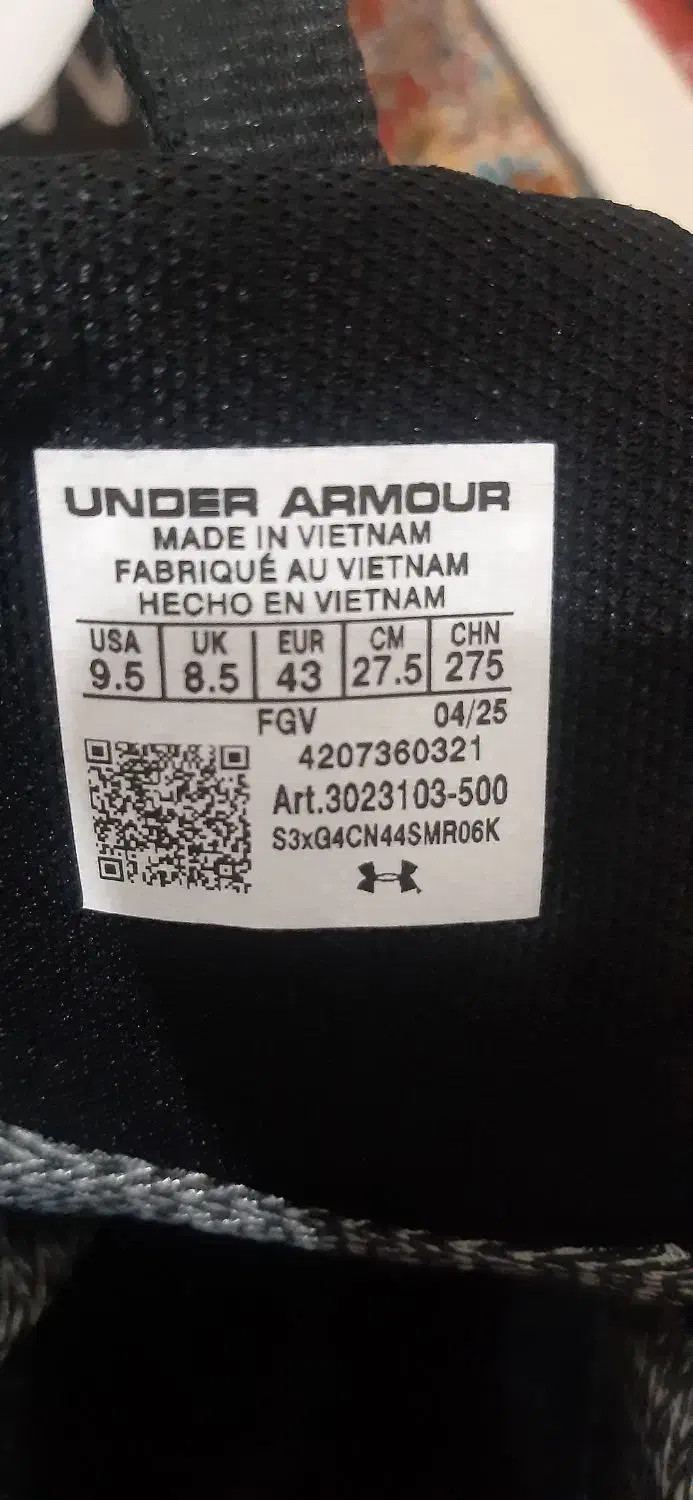 UNDER ARMOUR
MADE IN VIETNAM
FABRIQUÉ AU VIETNAM
HECHO EN VIETNAM
USA UK EUR CM CHN
9.5 8.5 43 27.5 275
FGV 04/25
4207360321
Art.3023103-500
S3xG4CN44SMR06K